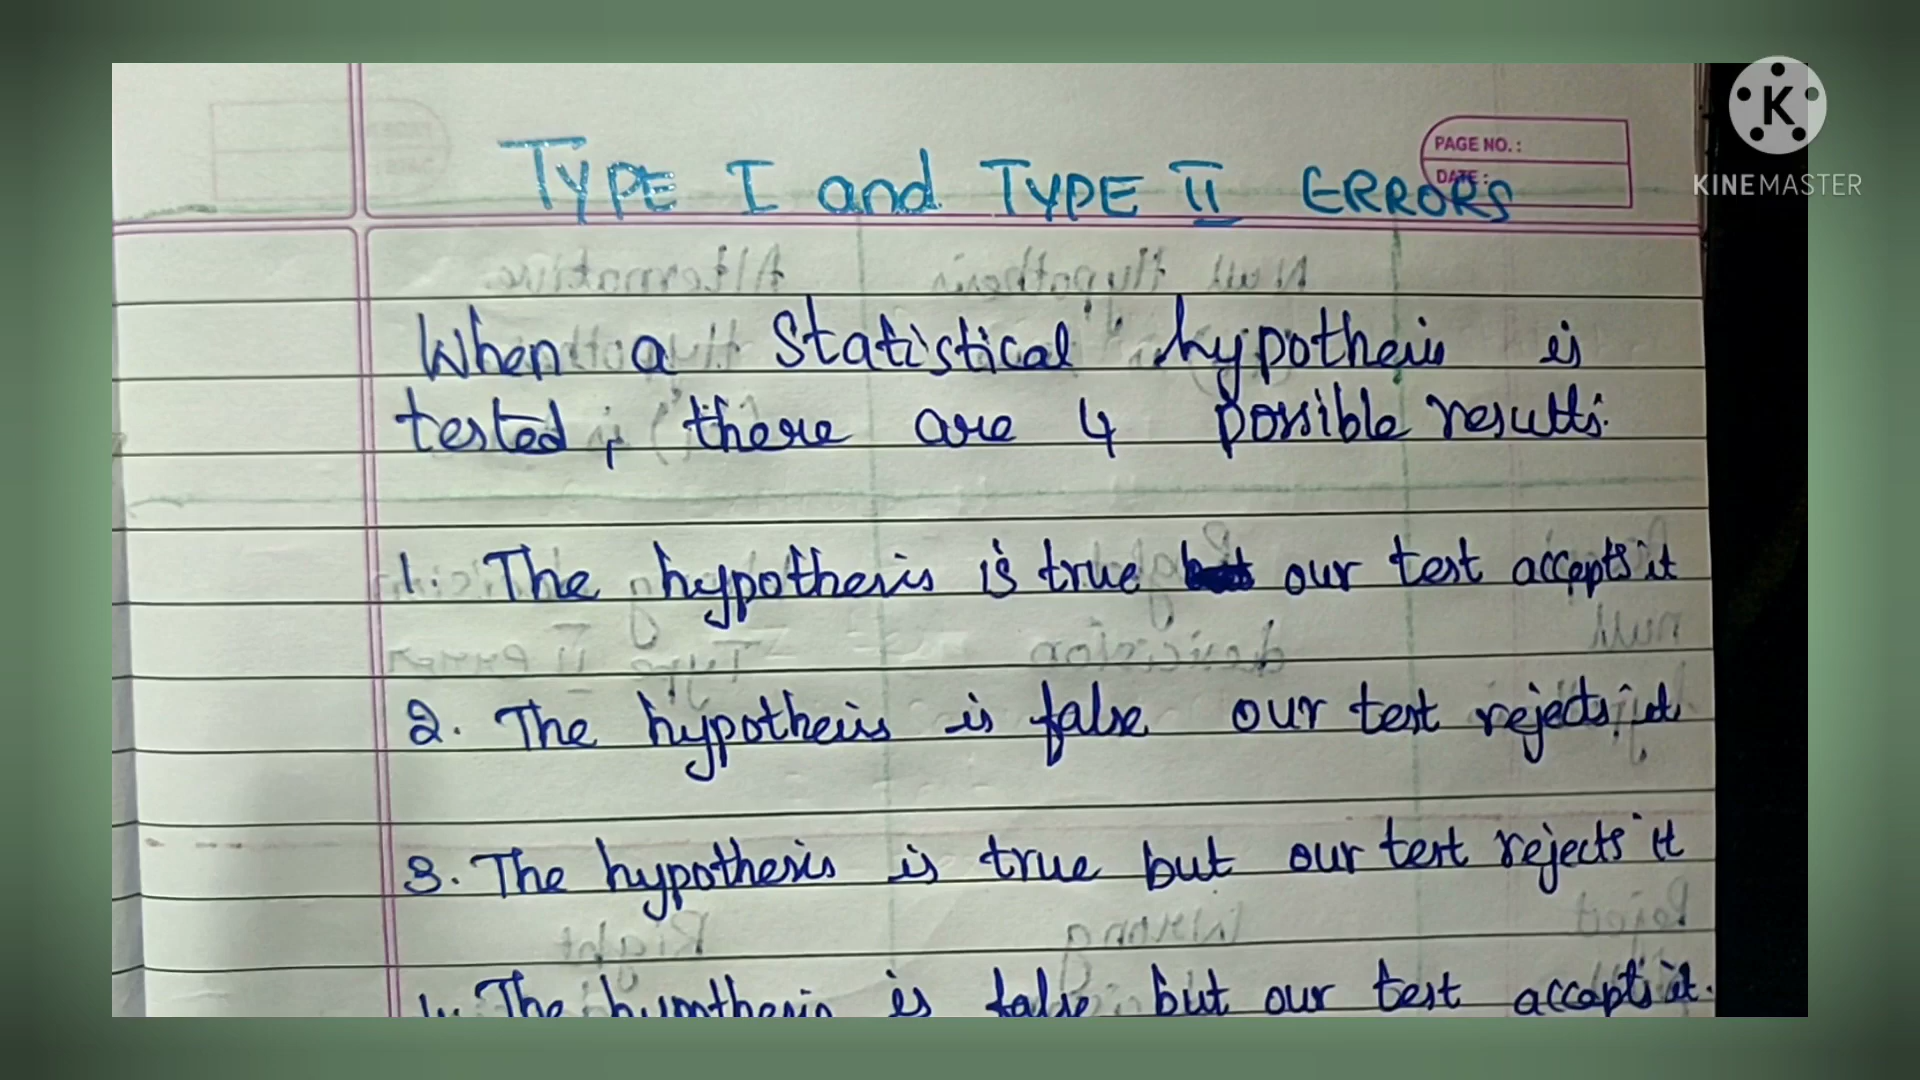 PAGE NO.:
DATE:
KINEMASTER
TYPE I and TYPE II ERRORS
When a statistical hypothesis is
tested, there are 4 possible results.
1. The hypothesis is true but our test accepts it
2. The hypothesis is false our test rejects it
3. The hypothesis is true but our test rejects it
4. The hypothesis is false but our test accepts it.